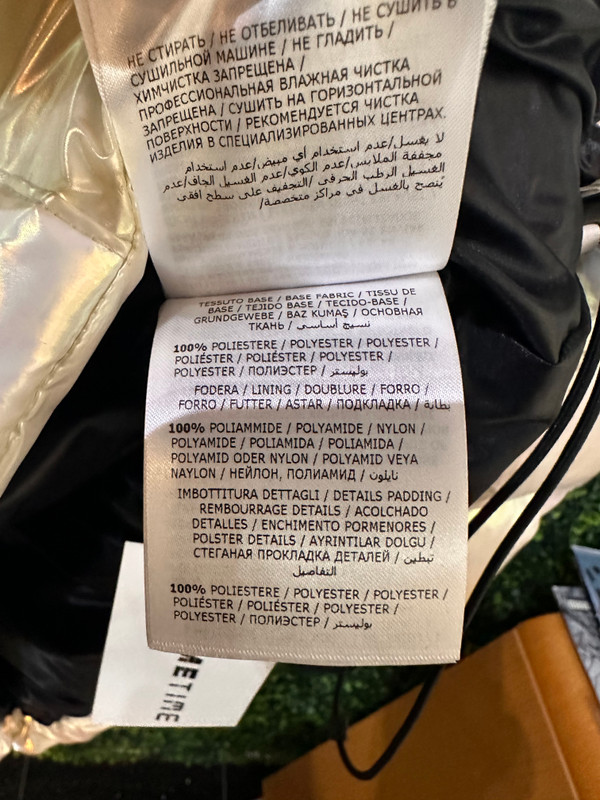 НЕ СТИРАТЬ / НЕ ОТБЕЛИВАТЬ / НЕ СУШИТЬ В
СУШИЛЬНОЙ МАШИНЕ / НЕ ГЛАДИТЬ /
ХИМЧИСТКА ЗАПРЕЩЕНА /
ПРОФЕССИОНАЛЬНАЯ ВЛАЖНАЯ ЧИСТКА
ЗАПРЕЩЕНА / СУШИТЬ НА ГОРИЗОНТАЛЬНОЙ
ПОВЕРХНОСТИ / РЕКОМЕНДУЕТСЯ ЧИСТКА
ИЗДЕЛИЯ В СПЕЦИАЛИЗИРОВАННЫХ ЦЕНТРАХ.
لا يغسل/عدم استخدام أي مبيض/عدم استخدام
مجففة الملابس/عدم الكوي/عدم الغسيل الجاف/عدم
الغسيل الرطب الحرفي /التجفيف على سطح افقي
يُنصح بالغسل في مراكز متخصصة/
TESSUTO BASE / BASE FABRIC / TISSU DE
BASE / TEJIDO BASE / TECIDO-BASE /
GRUNDGEWEBE / BAZ KUMAŞ / ОСНОВНАЯ
ТКАНЬ / نسيج أساسي
100% POLIESTERE / POLYESTER / POLYESTER /
POLIÉSTER / POLIÉSTER / POLYESTER /
POLYESTER / ПОЛИЭСТЕР / بوليستر
FODERA / LINING / DOUBLURE / FORRO /
FORRO / FUTTER / ASTAR / ПОДКЛАДКА / بطانة
100% POLIAMMIDE / POLYAMIDE / NYLON /
POLYAMIDE / POLIAMIDA / POLIAMIDA /
POLYAMID ODER NYLON / POLYAMID VEYA
NAYLON / НЕЙЛОН, ПОЛИАМИД / نايلون
IMBOTTITURA DETTAGLI / DETAILS PADDING /
REMBOURRAGE DETAILS / ACOLCHADO
DETALLES / ENCHIMENTO PORMENORES /
POLSTER DETAILS / AYRINTILAR DOLGU /
СТЕГАНАЯ ПРОКЛАДКА ДЕТАЛЕЙ / تبطين
التفاصيل
100% POLIESTERE / POLYESTER / POLYESTER /
POLIÉSTER / POLIÉSTER / POLYESTER /
POLYESTER / ПОЛИЭСТЕР / بوليستر
METIME